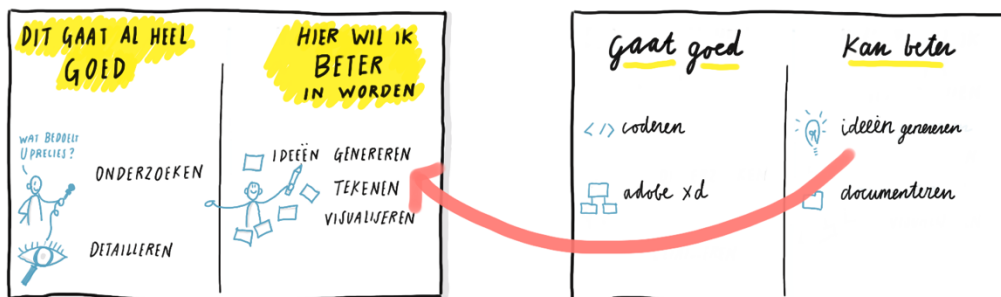 DIT GAAT AL HEEL
GOED
HIER WIL IK
BETER
IN WORDEN
WAT BEDOELT
U PRECIES?
ONDERZOEKEN
DETAILLEREN
IDEEËN GENEREREN
TEKENEN
VISUALISEREN
Gaat goed
Kan beter
</> coderen
adobe xd
ideeën genereren
documenteren